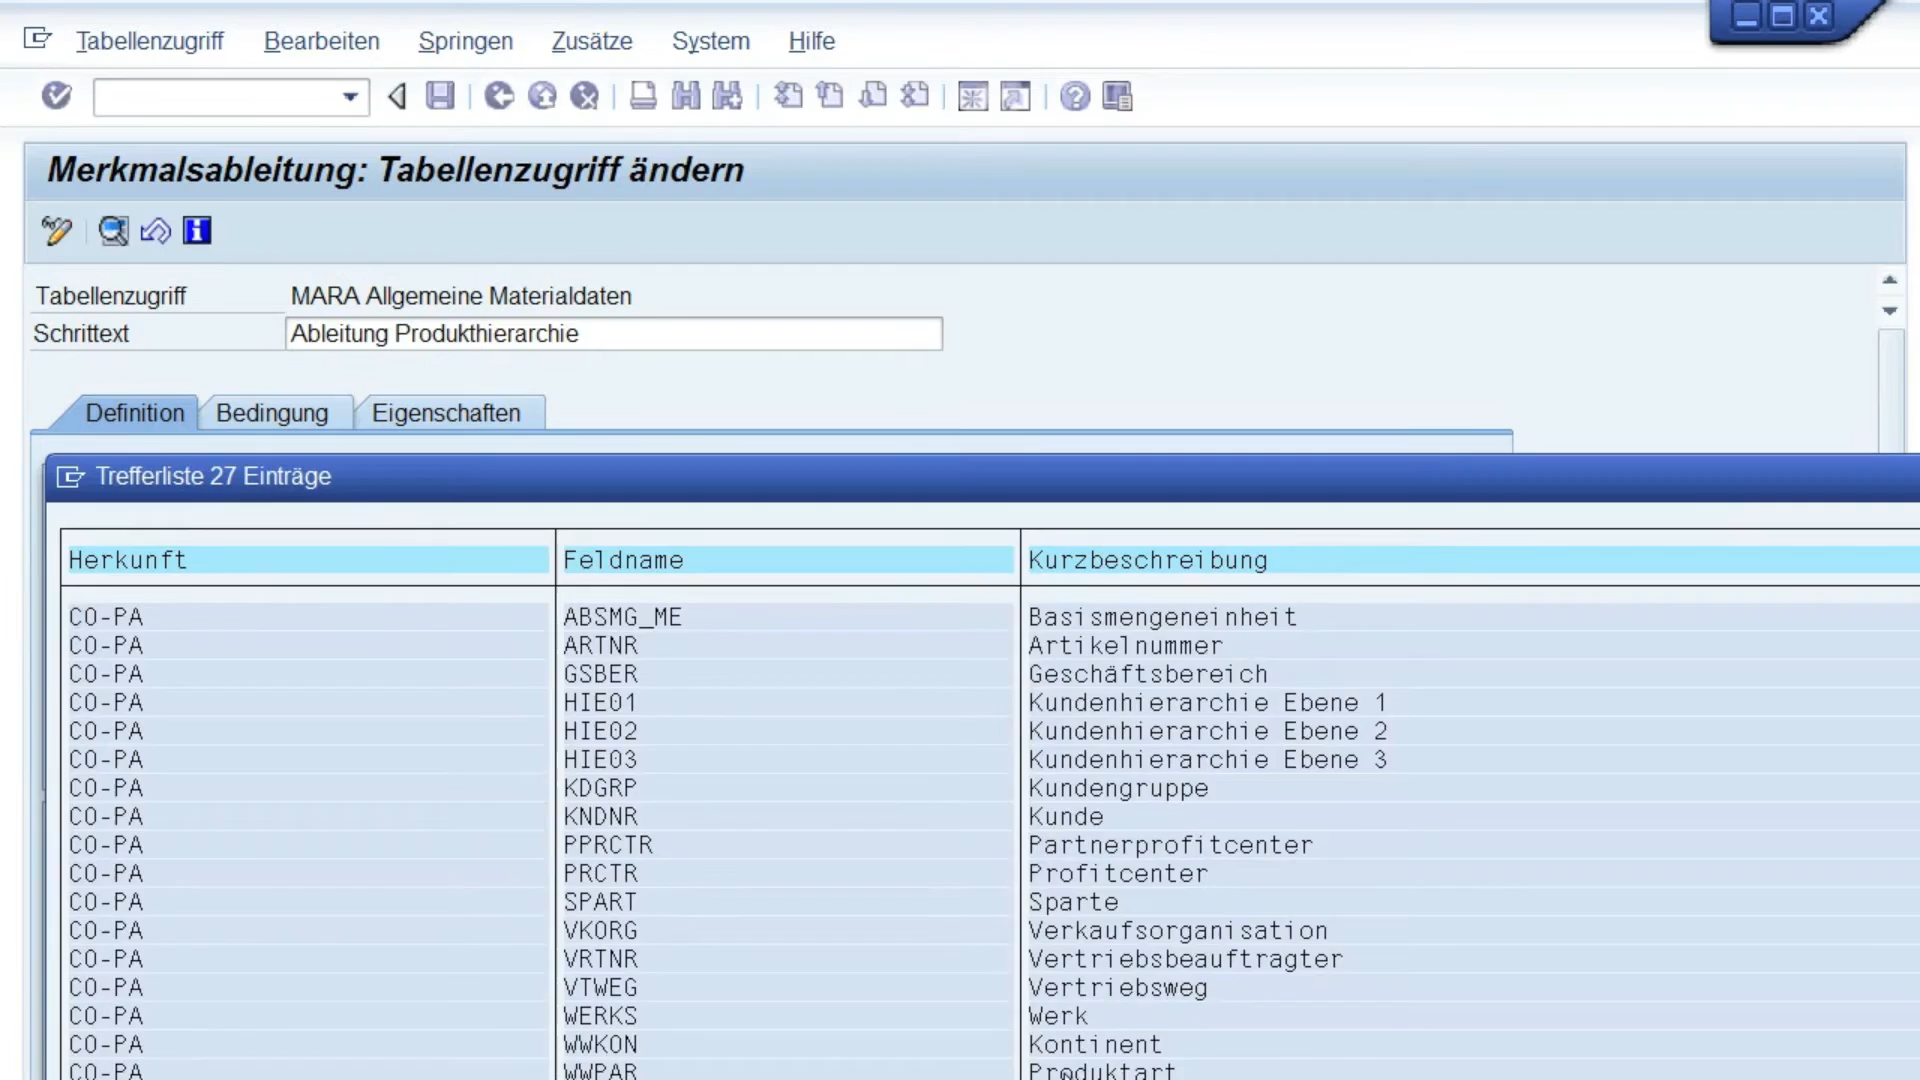 Tabellenzugriff Bearbeiten Springen Zusätze System Hilfe
Merkmalsableitung: Tabellenzugriff ändern
Tabellenzugriff MARA Allgemeine Materialdaten
Schrittext Ableitung Produkthierarchie
Definition Bedingung Eigenschaften
Trefferliste 27 Einträge
Herkunft Feldname Kurzbeschreibung
CO-PA ABSMG_ME Basismengeneinheit
CO-PA ARTNR Artikelnummer
CO-PA GSBER Geschäftsbereich
CO-PA HIE01 Kundenhierarchie Ebene 1
CO-PA HIE02 Kundenhierarchie Ebene 2
CO-PA HIE03 Kundenhierarchie Ebene 3
CO-PA KDGRP Kundengruppe
CO-PA KNDNR Kunde
CO-PA PPRCTR Partnerprofitcenter
CO-PA PRCTR Profitcenter
CO-PA SPART Sparte
CO-PA VKORG Verkaufsorganisation
CO-PA VRTNR Vertriebsbeauftragter
CO-PA VTWEG Vertriebsweg
CO-PA WERKS Werk
CO-PA WWKON Kontinent
CO-PA WWPAR Produktart